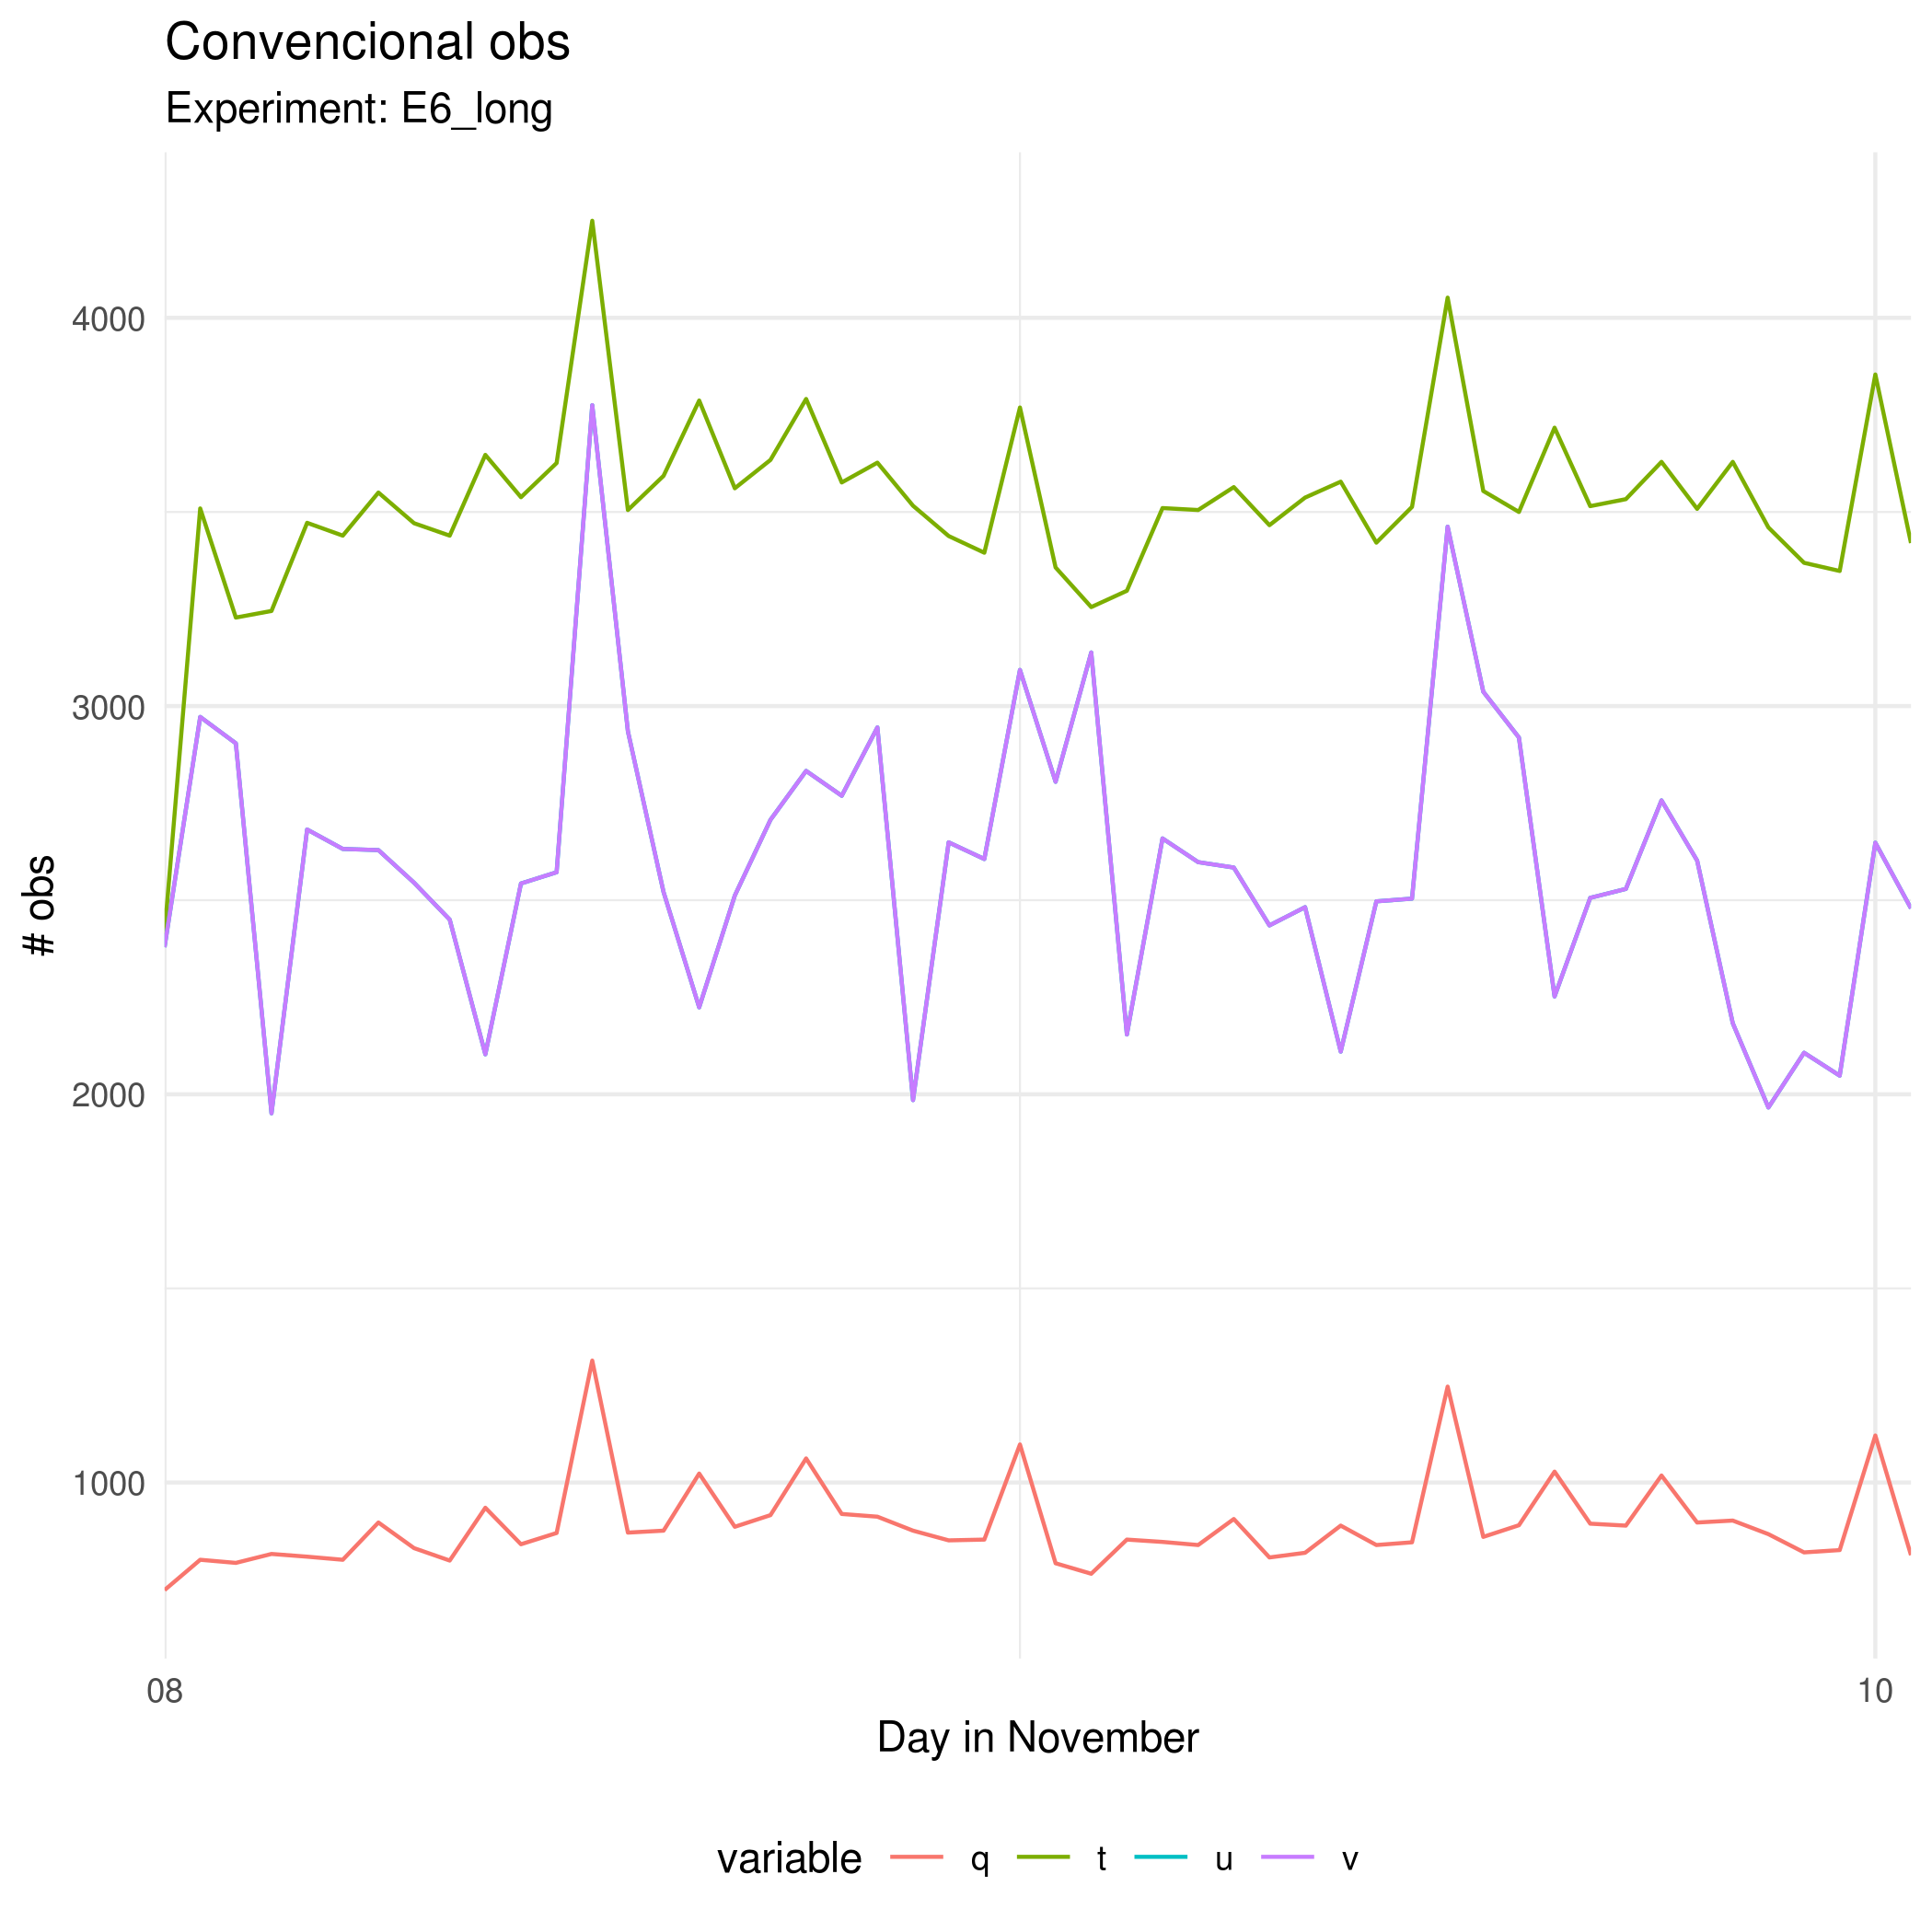 Convencional obs
Experiment: E6_long
4000
3000
2000
1000
# obs
08
10
Day in November
variable q t u v